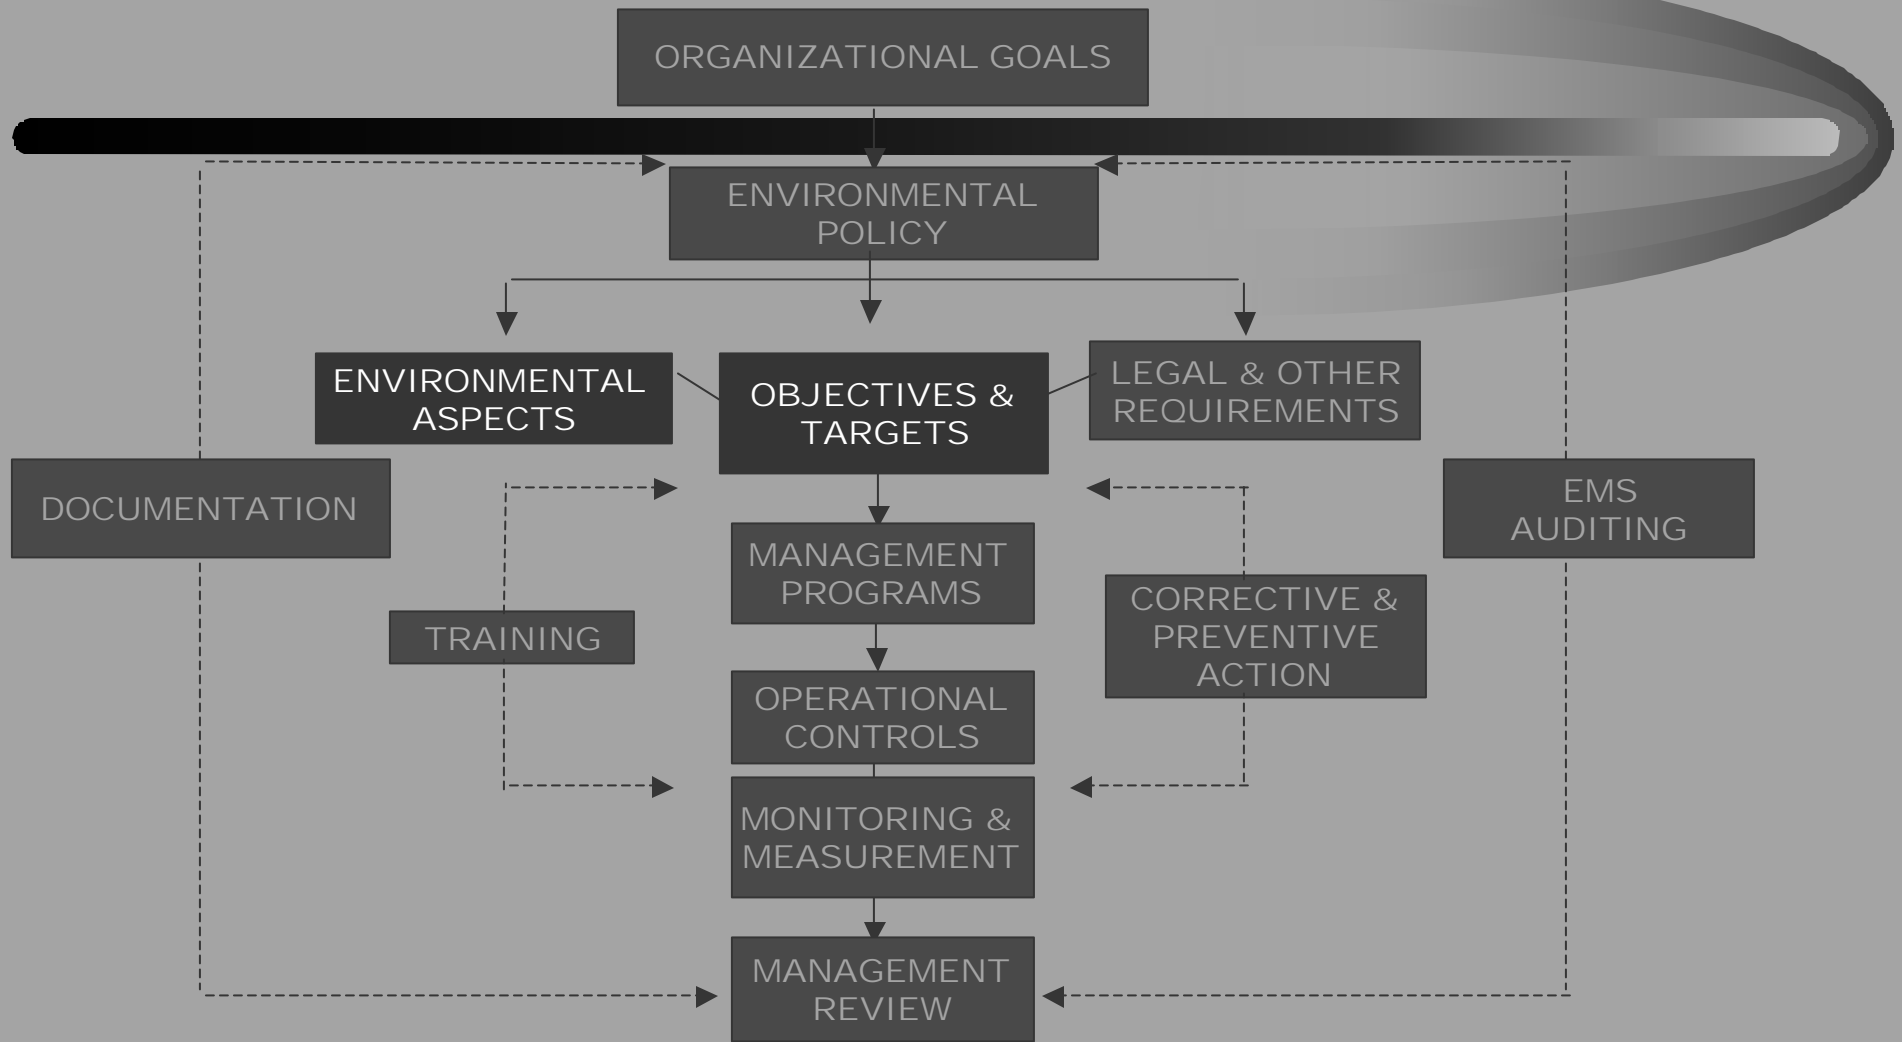 ORGANIZATIONAL GOALS
ENVIRONMENTAL
POLICY
ENVIRONMENTAL
ASPECTS
OBJECTIVES &
TARGETS
LEGAL & OTHER
REQUIREMENTS
DOCUMENTATION
EMS
AUDITING
MANAGEMENT
PROGRAMS
TRAINING
CORRECTIVE &
PREVENTIVE
ACTION
OPERATIONAL
CONTROLS
MONITORING &
MEASUREMENT
MANAGEMENT
REVIEW